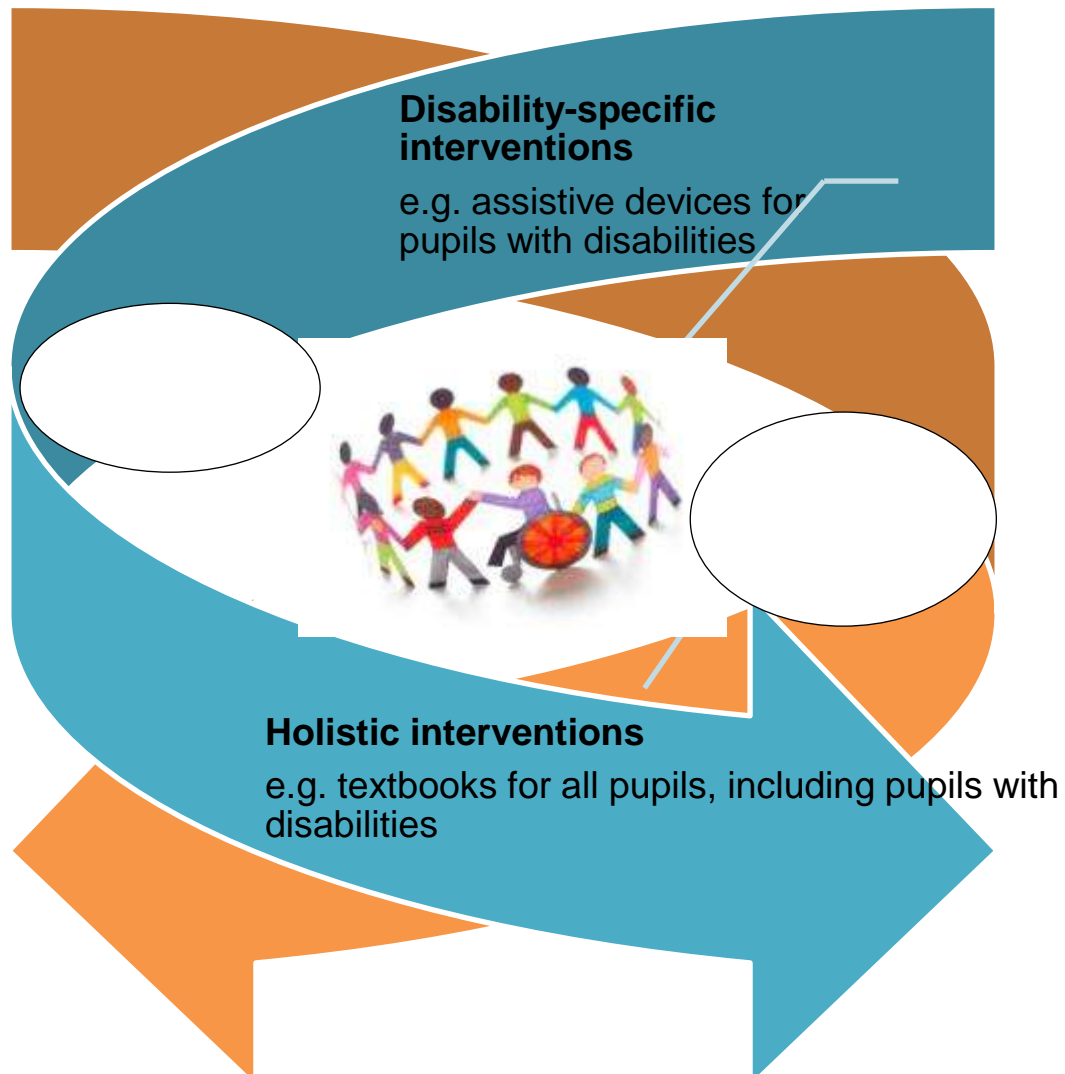 Disability-specific
interventions
e.g. assistive devices for
pupils with disabilities
Holistic interventions
e.g. textbooks for all pupils, including pupils with
disabilities